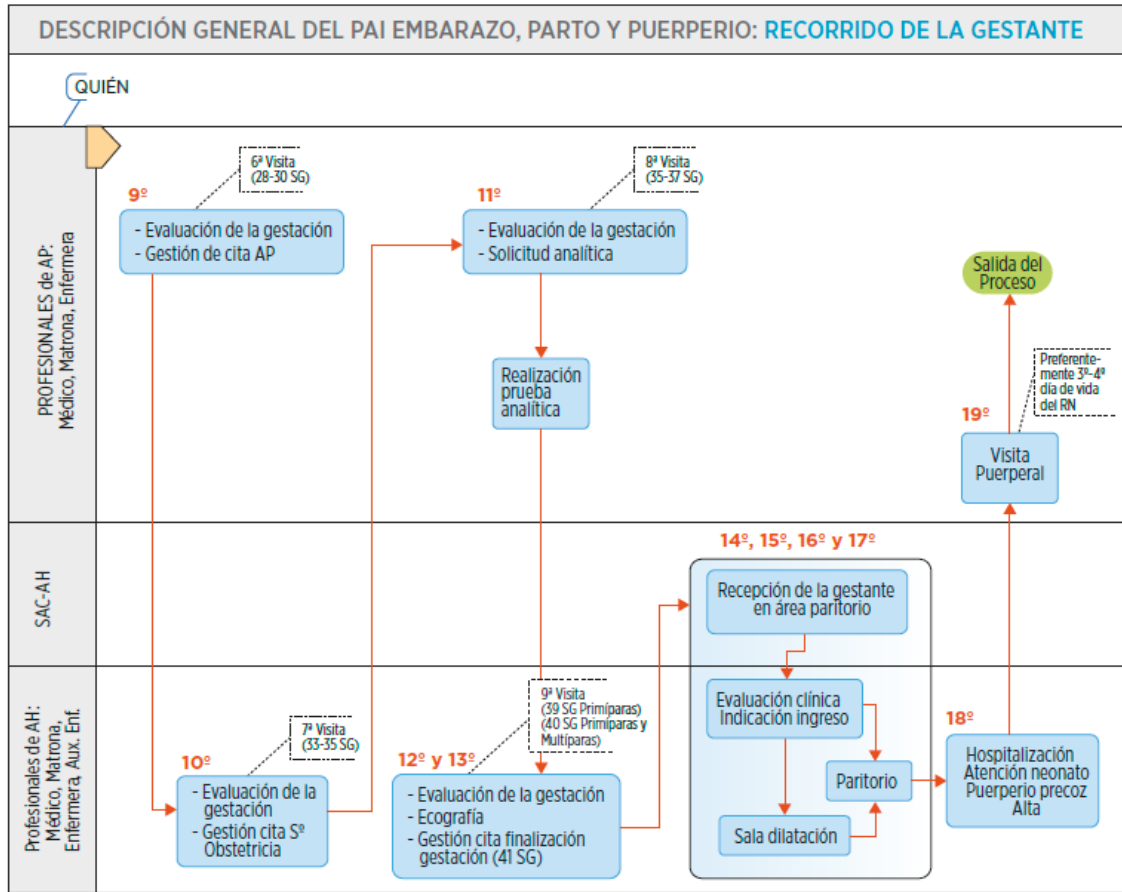 DESCRIPCIÓN GENERAL DEL PAI EMBARAZO, PARTO Y PUERPERIO: RECORRIDO DE LA GESTANTE
QUIÉN
PROFESIONALES de AP:
Médico, Matrona, Enfermera
6ª Visita
(28-30 SG)
9º
- Evaluación de la gestación
- Gestión de cita AP
8ª Visita
(35-37 SG)
11º
- Evaluación de la gestación
- Solicitud analítica
Realización
prueba
analítica
Salida del
Proceso
Preferente-
mente 3º-4º
día de vida
del RN
19º
Visita
Puerperal
SAC-AH
14º, 15º, 16º y 17º
Recepción de la gestante
en área paritorio
Profesionales de AH:
Médico, Matrona,
Enfermera, Aux. Enf.
7ª Visita
(33-35 SG)
10º
- Evaluación de la
gestación
- Gestión cita Sº
Obstetricia
9ª Visita
(39 SG Primíparas)
(40 SG Primíparas y
Multíparas)
12º y 13º
- Evaluación de la gestación
- Ecografía
- Gestión cita finalización
gestación (41 SG)
Evaluación clínica
Indicación ingreso
Paritorio
Sala dilatación
18º
Hospitalización
Atención neonato
Puerperio precoz
Alta